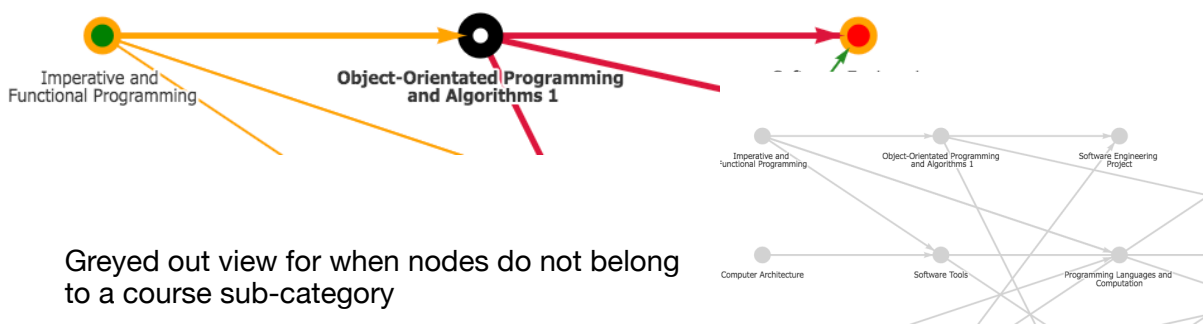 Imperative and
Functional Programming
Object-Orientated Programming
and Algorithms 1
Imperative and
Functional Programming
Object-Orientated Programming
and Algorithms 1
Software Engineering
Project
Computer Architecture
Software Tools
Programming Languages and
Computation
Greyed out view for when nodes do not belong
to a course sub-category